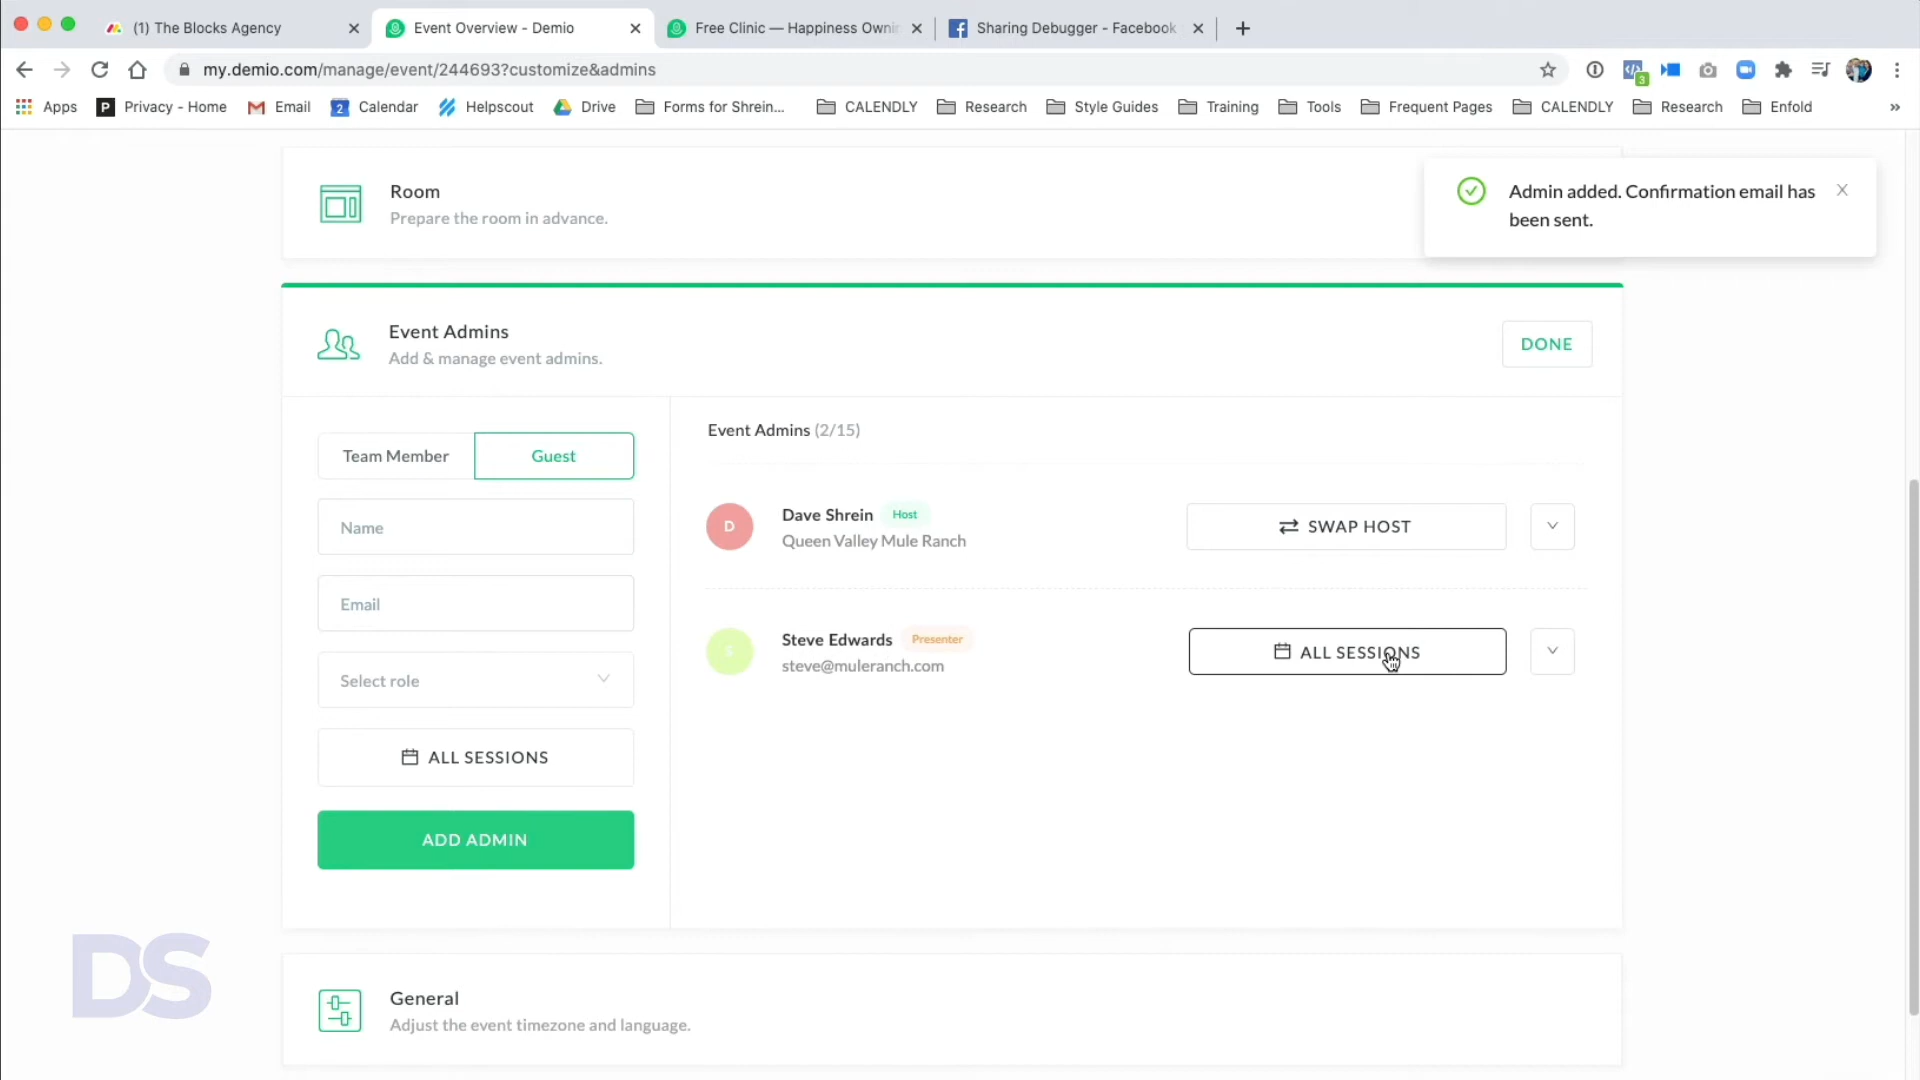 (1) The Blocks Agency
Event Overview - Demio
Free Clinic — Happiness Owni
Sharing Debugger - Facebook
my.demio.com/manage/event/244693?customize&admins
3
Apps
P Privacy - Home
Email
2 Calendar
Helpscout
Drive
Forms for Shrein...
CALENDLY
Research
Style Guides
Training
Tools
Frequent Pages
CALENDLY
Research
Enfold
»
Room
Prepare the room in advance.
Admin added. Confirmation email has
been sent.
Event Admins
Add & manage event admins.
DONE
Team Member
Guest
Name
Email
Select role
ALL SESSIONS
ADD ADMIN
Event Admins (2/15)
D
Dave Shrein Host
Queen Valley Mule Ranch
SWAP HOST
S
Steve Edwards Presenter
steve@muleranch.com
ALL SESSIONS
DS
General
Adjust the event timezone and language.